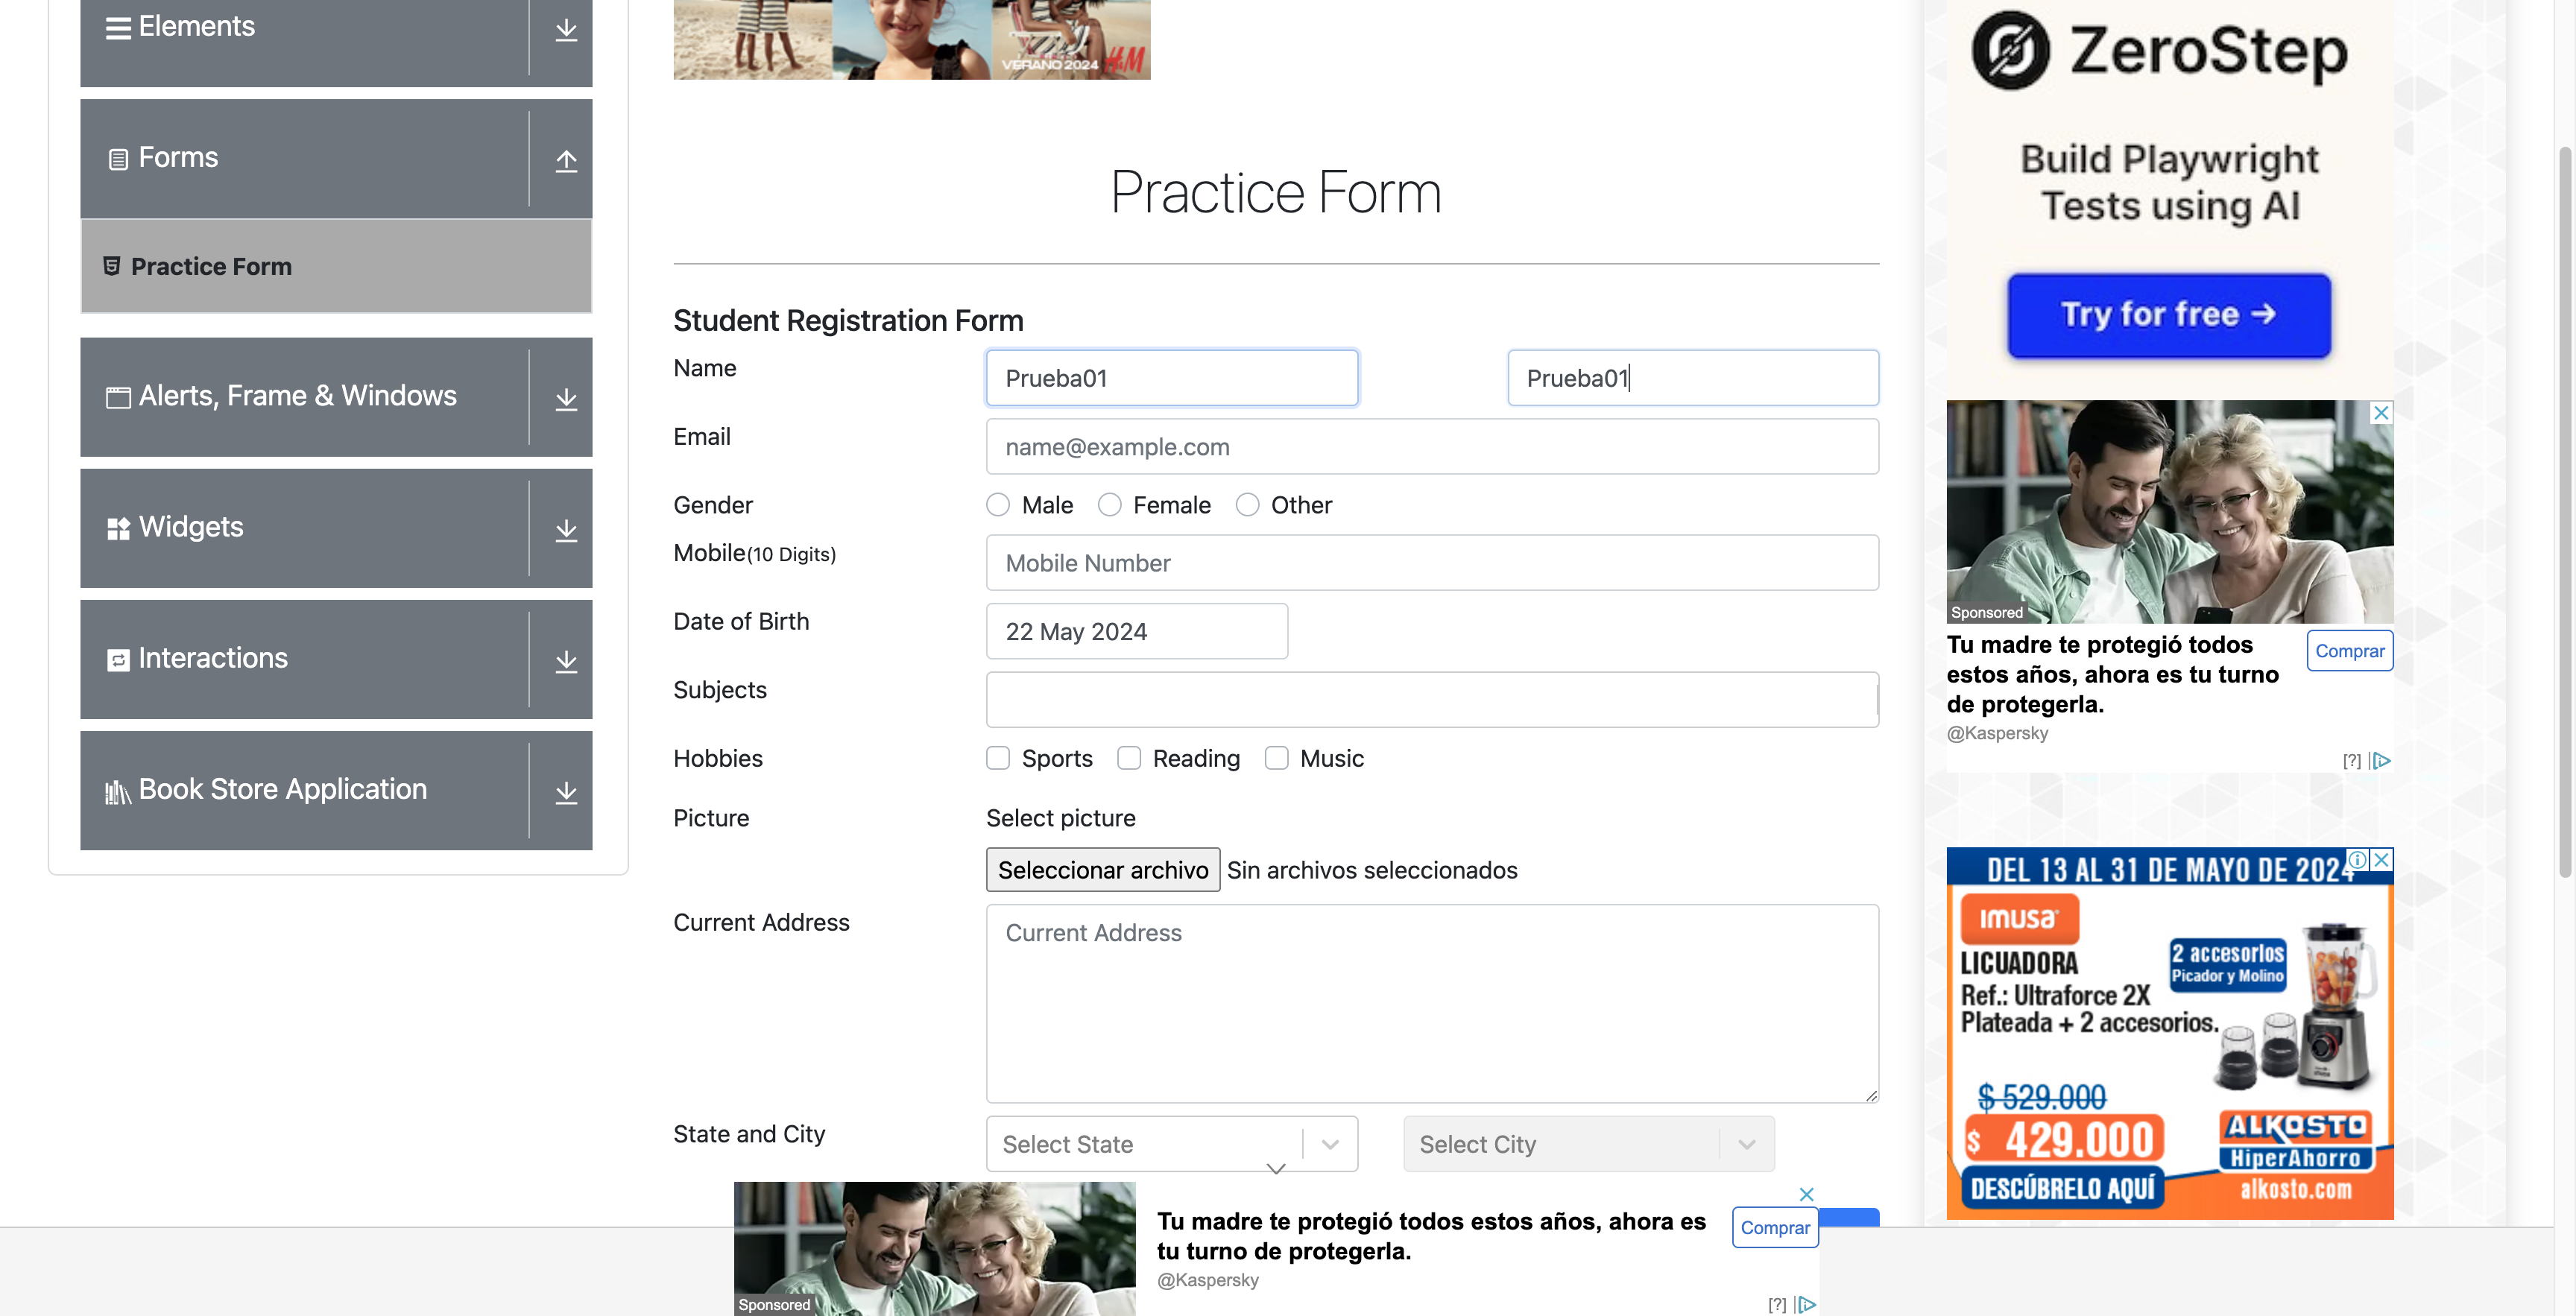 Elements
Forms
Practice Form
Alerts, Frame & Windows
Widgets
Interactions
Book Store Application
VERANO 2024 H&M
Practice Form
Student Registration Form
Name
Prueba01
Prueba01
Email
name@example.com
Gender
Male
Female
Other
Mobile(10 Digits)
Mobile Number
Date of Birth
22 May 2024
Subjects
Hobbies
Sports
Reading
Music
Picture
Select picture
Seleccionar archivo Sin archivos seleccionados
Current Address
Current Address
State and City
Select State
Select City
Sponsored
Tu madre te protegió todos estos años, ahora es
tu turno de protegerla.
@Kaspersky
Comprar
[?]
ZeroStep
Build Playwright
Tests using AI
Try for free →
Sponsored
Tu madre te protegió todos
estos años, ahora es tu turno
de protegerla.
@Kaspersky
Comprar
[?]
DEL 13 AL 31 DE MAYO DE 2024
imusa
LICUADORA
Ref.: Ultraforce 2X
Plateada + 2 accesorios.
2 accesorios
Picador y Molino
$ 529.000
$ 429.000
DESCÚBRELO AQUÍ
ALKOSTO
HiperAhorro
alkosto.com